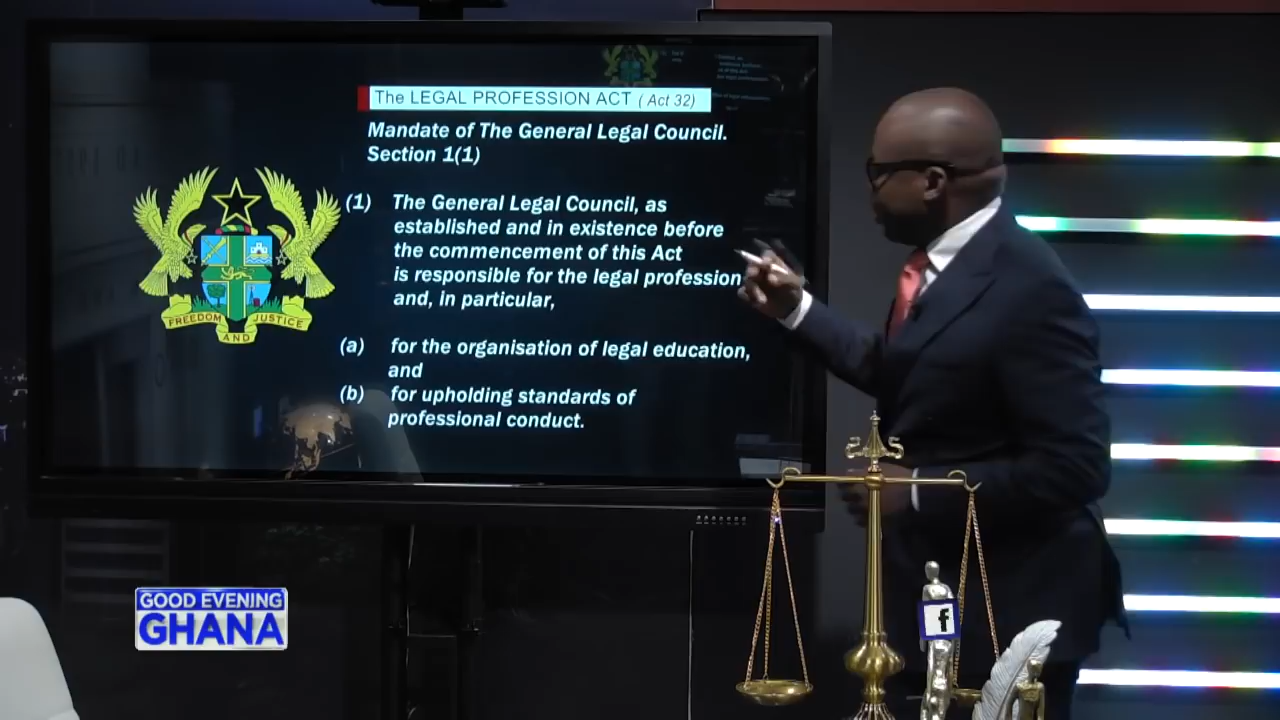 The LEGAL PROFESSION ACT ( Act 32)
Mandate of The General Legal Council.
Section 1(1)
(1) The General Legal Council, as
established and in existence before
the commencement of this Act
is responsible for the legal profession
and, in particular,
(a) for the organisation of legal education,
and
(b) for upholding standards of
professional conduct.
FREEDOM AND JUSTICE
GOOD EVENING
GHANA
f